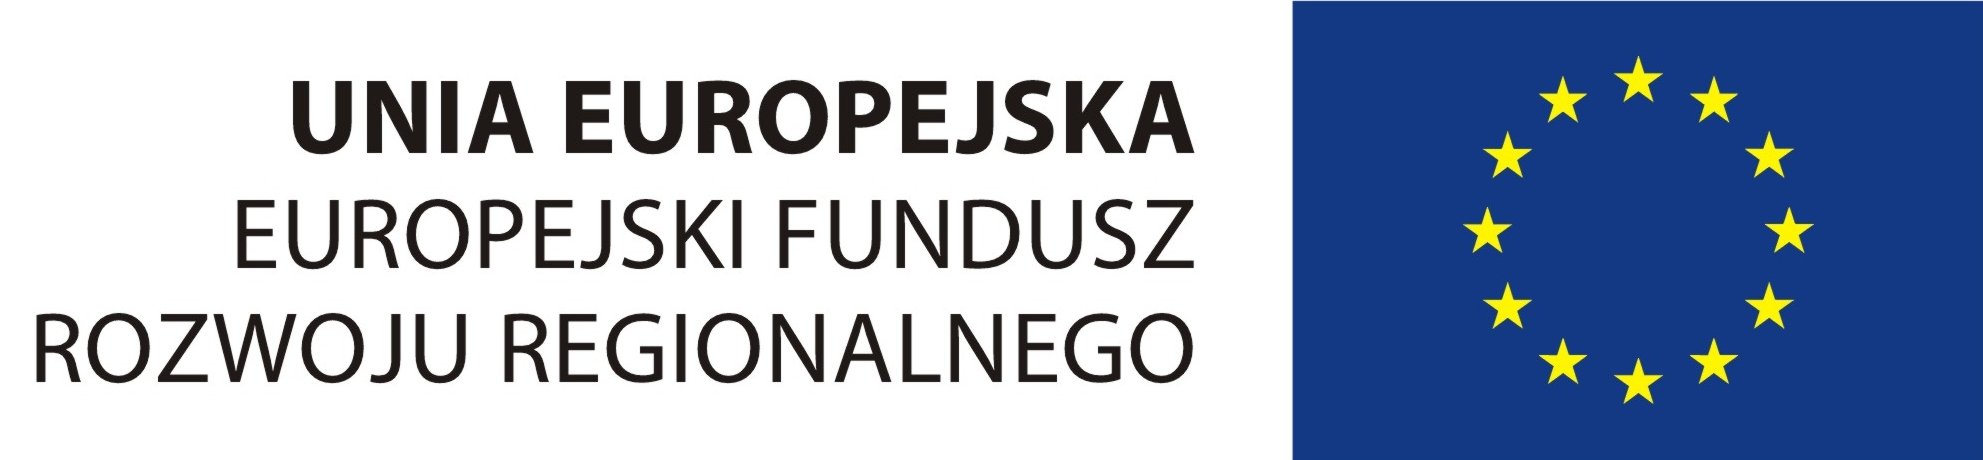 UNIA EUROPEJSKA
EUROPEJSKI FUNDUSZ
ROZWOJU REGIONALNEGO